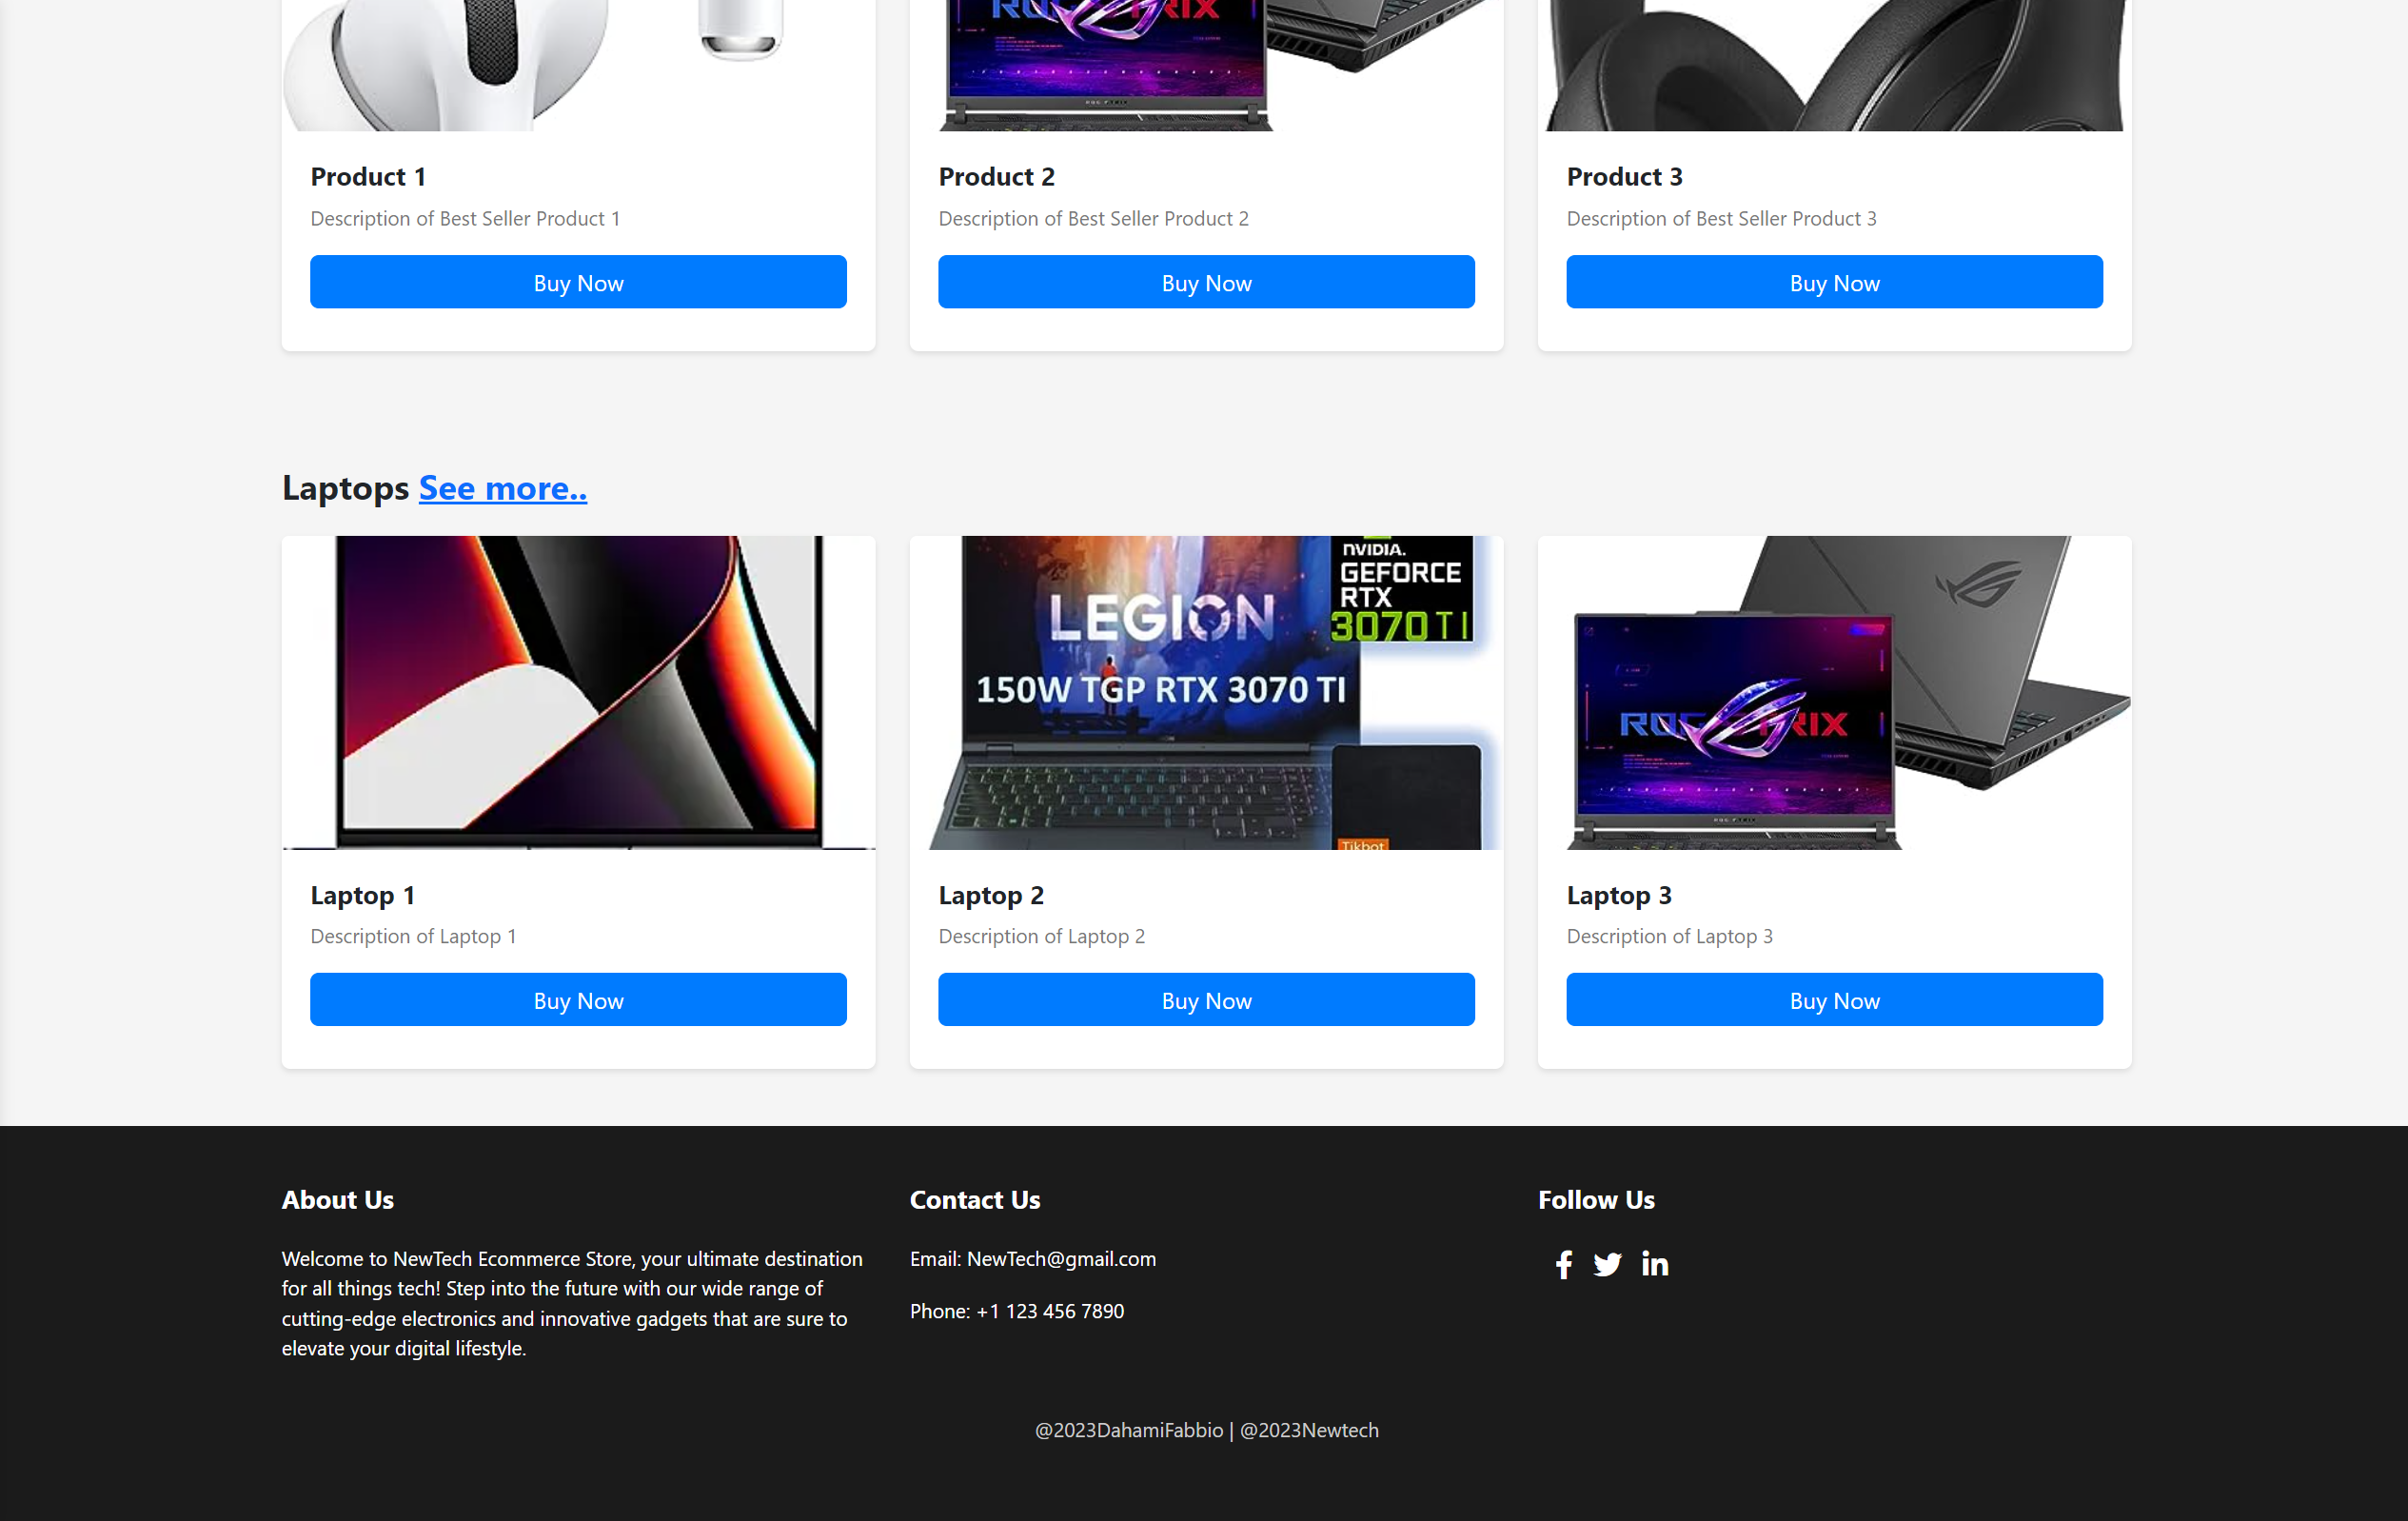 Product 1
Description of Best Seller Product 1
Buy Now
Product 2
Description of Best Seller Product 2
Buy Now
Product 3
Description of Best Seller Product 3
Buy Now
Laptops See more..
NVIDIA.
GEFORCE
RTX
3070 TI
LEGION
150W TGP RTX 3070 TI
Tikbot
Laptop 1
Description of Laptop 1
Buy Now
Laptop 2
Description of Laptop 2
Buy Now
Laptop 3
Description of Laptop 3
Buy Now
About Us
Welcome to NewTech Ecommerce Store, your ultimate destination
for all things tech! Step into the future with our wide range of
cutting-edge electronics and innovative gadgets that are sure to
elevate your digital lifestyle.
Contact Us
Email: NewTech@gmail.com
Phone: +1 123 456 7890
Follow Us
@2023DahamiFabbio | @2023Newtech